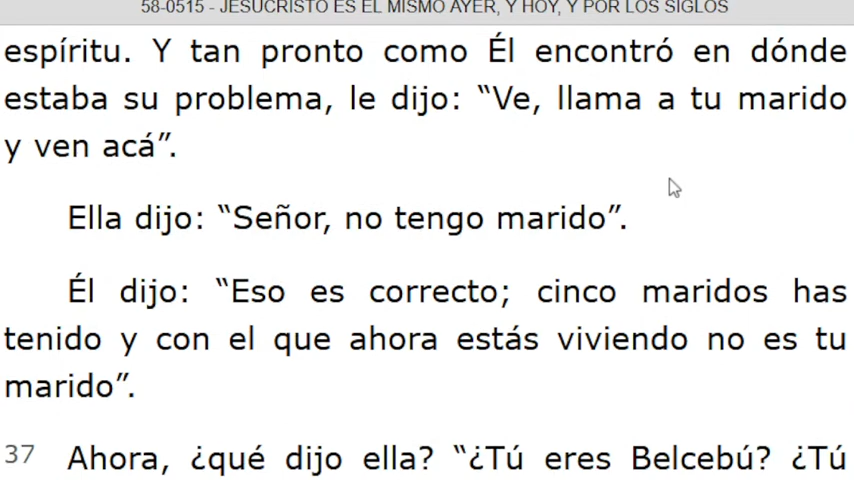 58-0515 - JESUCRISTO ES EL MISMO AYER, Y HOY, Y POR LOS SIGLOS
espíritu. Y tan pronto como Él encontró en dónde
estaba su problema, le dijo: “Ve, llama a tu marido
y ven acá”.
Ella dijo: “Señor, no tengo marido”.
Él dijo: “Eso es correcto; cinco maridos has
tenido y con el que ahora estás viviendo no es tu
marido”.
37 Ahora, ¿qué dijo ella? “¿Tú eres Belcebú? ¿Tú